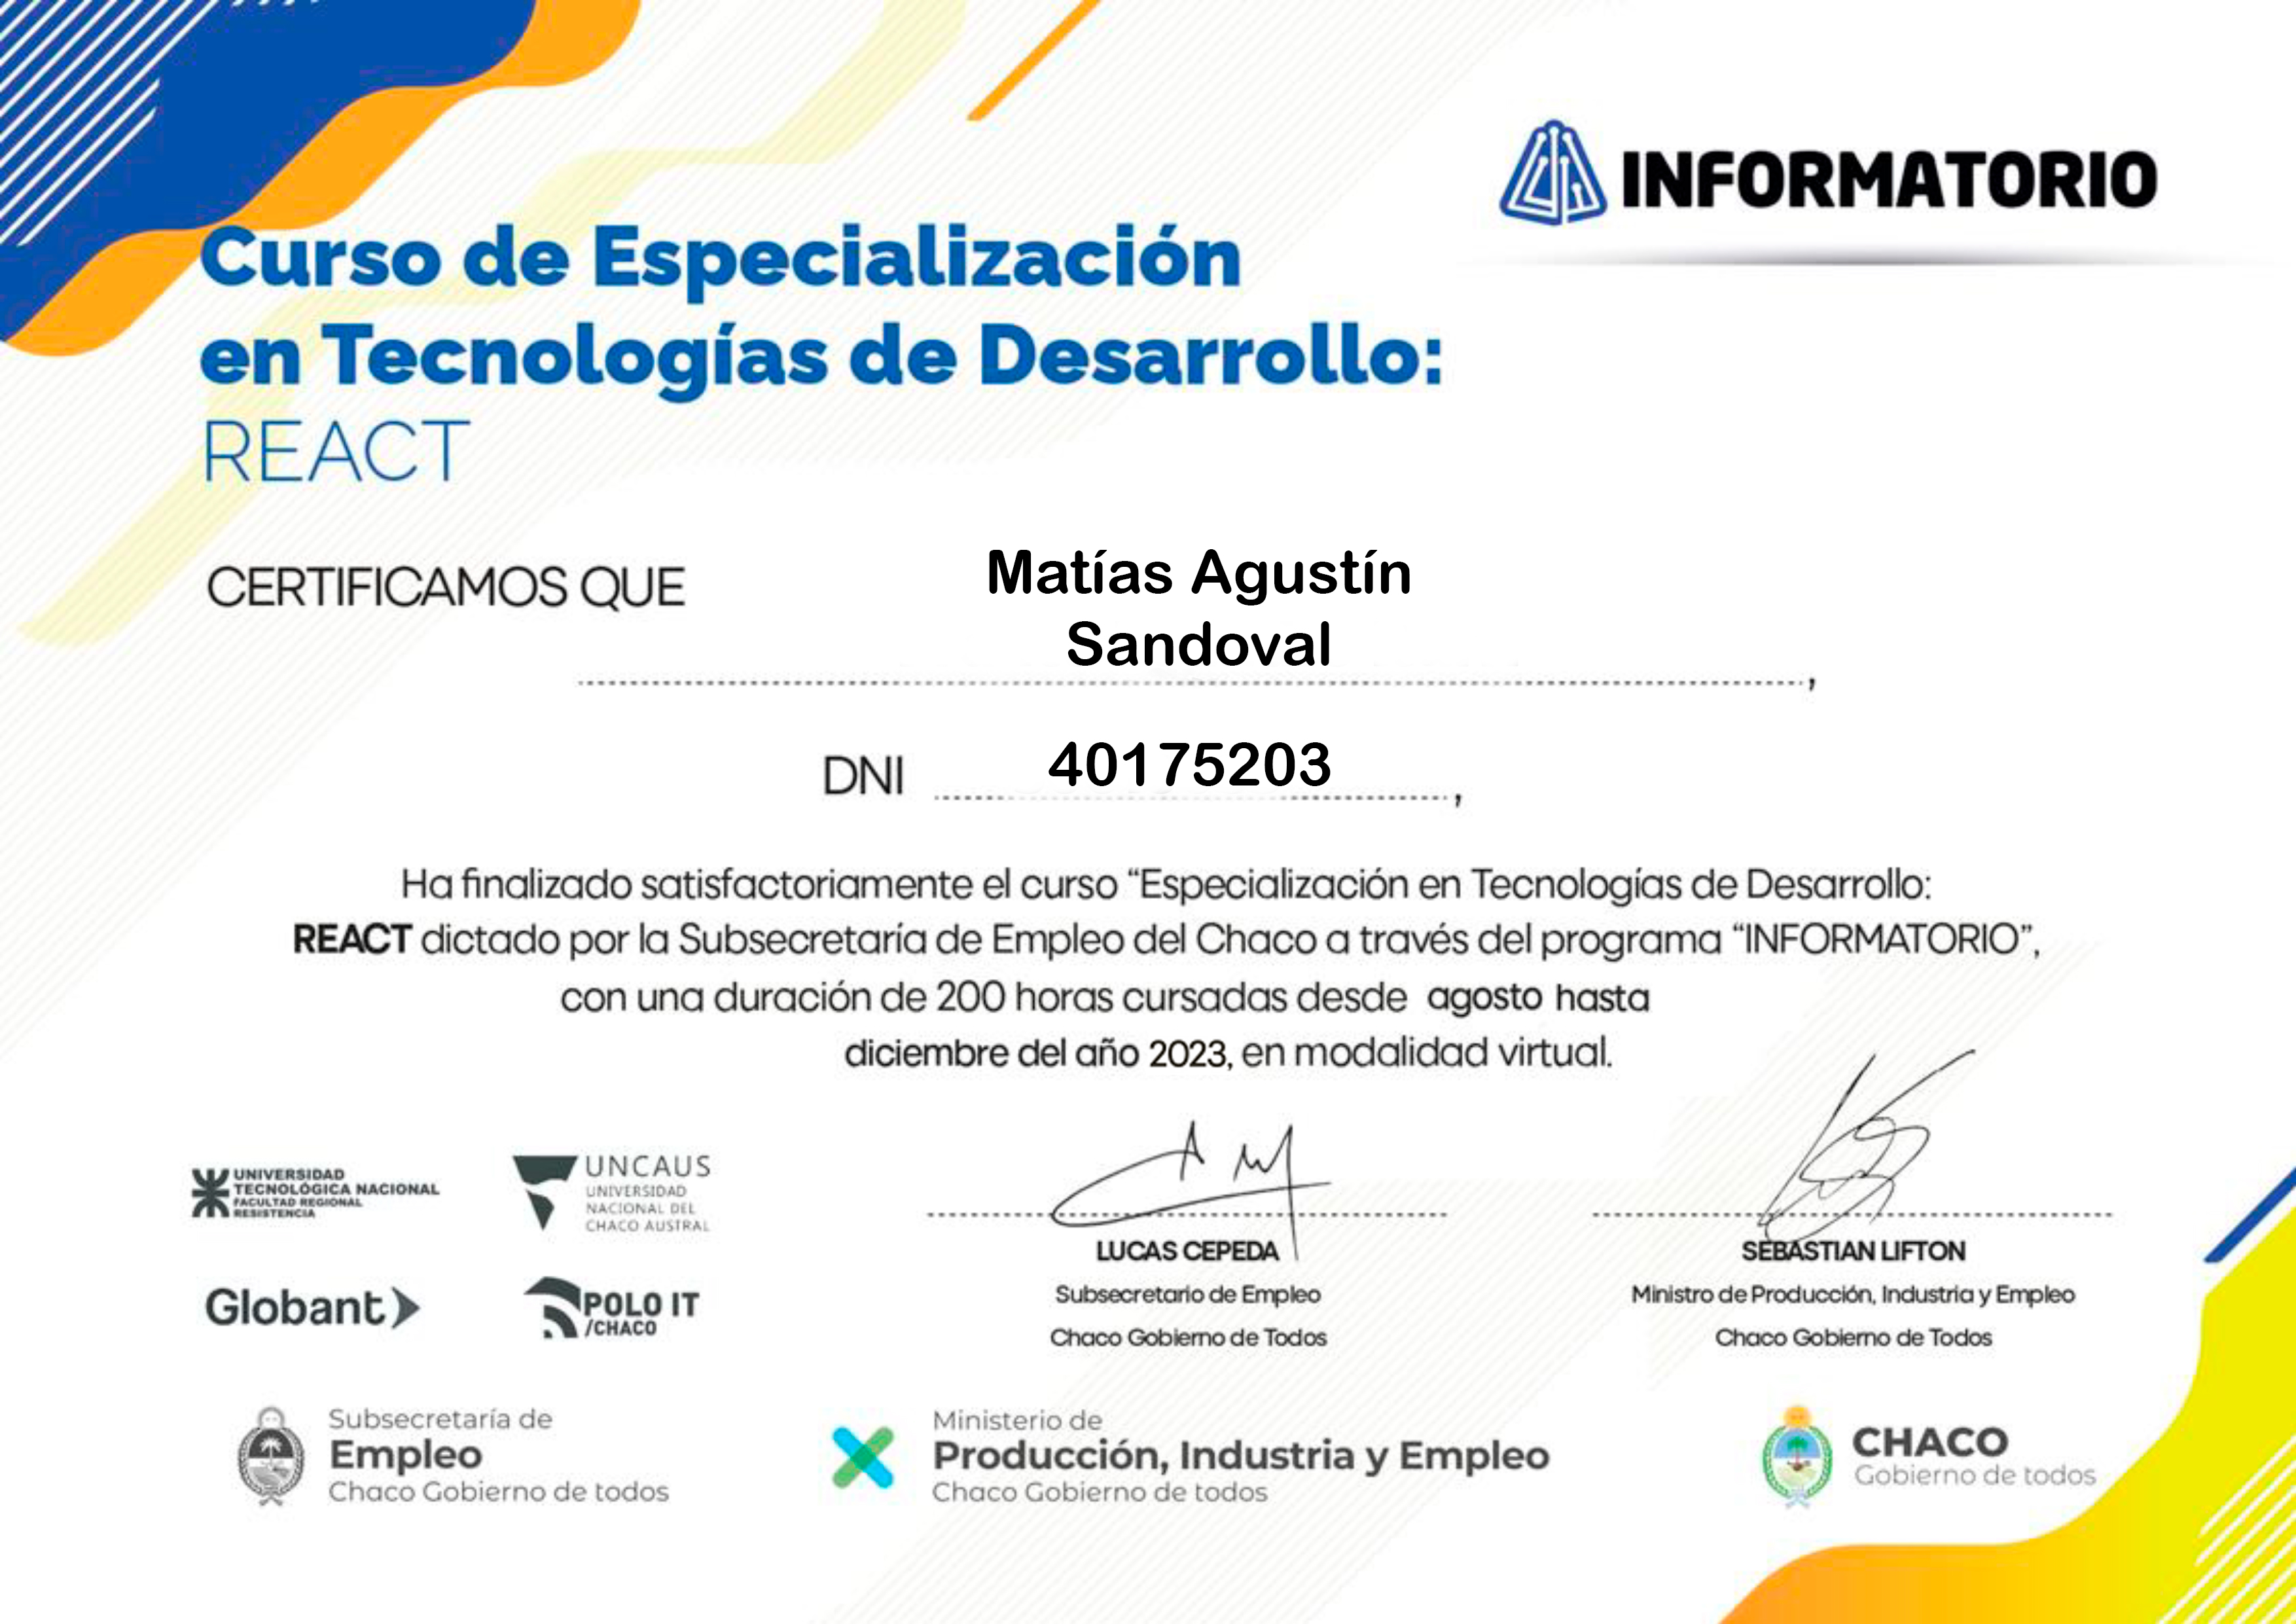 INFORMATORIO
Curso de Especialización
en Tecnologías de Desarrollo:
REACT
CERTIFICAMOS QUE
Matías Agustín
Sandoval
,
DNI 40175203 ,
Ha finalizado satisfactoriamente el curso “Especialización en Tecnologías de Desarrollo:
REACT dictado por la Subsecretaría de Empleo del Chaco a través del programa “INFORMATORIO”,
con una duración de 200 horas cursadas desde agosto hasta
diciembre del año 2023, en modalidad virtual.
UNIVERSIDAD
TECNOLÓGICA NACIONAL
FACULTAD REGIONAL
RESISTENCIA
UNCAUS
UNIVERSIDAD
NACIONAL DEL
CHACO AUSTRAL
Globant
POLO IT
/CHACO
LUCAS CEPEDA
Subsecretario de Empleo
Chaco Gobierno de Todos
SEBASTIAN LIFTON
Ministro de Producción, Industria y Empleo
Chaco Gobierno de Todos
Subsecretaría de
Empleo
Chaco Gobierno de todos
Ministerio de
Producción, Industria y Empleo
Chaco Gobierno de todos
CHACO
Gobierno de todos